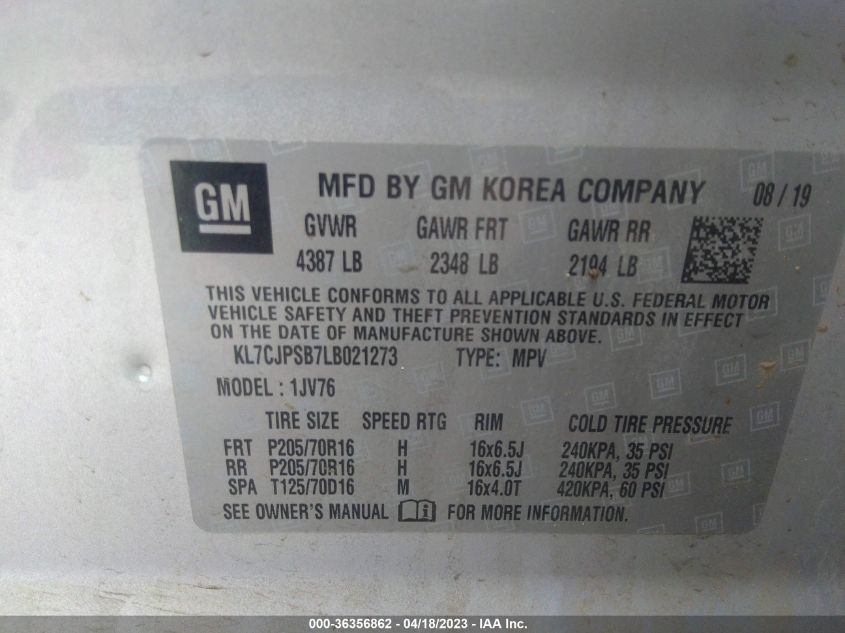 GM MFD BY GM KOREA COMPANY 08 / 19
GVWR GAWR FRT GAWR RR
4387 LB 2348 LB 2194 LB
THIS VEHICLE CONFORMS TO ALL APPLICABLE U.S. FEDERAL MOTOR
VEHICLE SAFETY AND THEFT PREVENTION STANDARDS IN EFFECT
ON THE DATE OF MANUFACTURE SHOWN ABOVE.
KL7CJPSB7LB021273 TYPE: MPV
MODEL : 1JV76
TIRE SIZE SPEED RTG RIM COLD TIRE PRESSURE
FRT P205/70R16 H 16x6.5J 240KPA, 35 PSI
RR P205/70R16 H 16x6.5J 240KPA, 35 PSI
SPA T125/70D16 M 16x4.0T 420KPA, 60 PSI
SEE OWNER'S MANUAL FOR MORE INFORMATION.
000-36356862 - 04/18/2023 - IAA Inc.